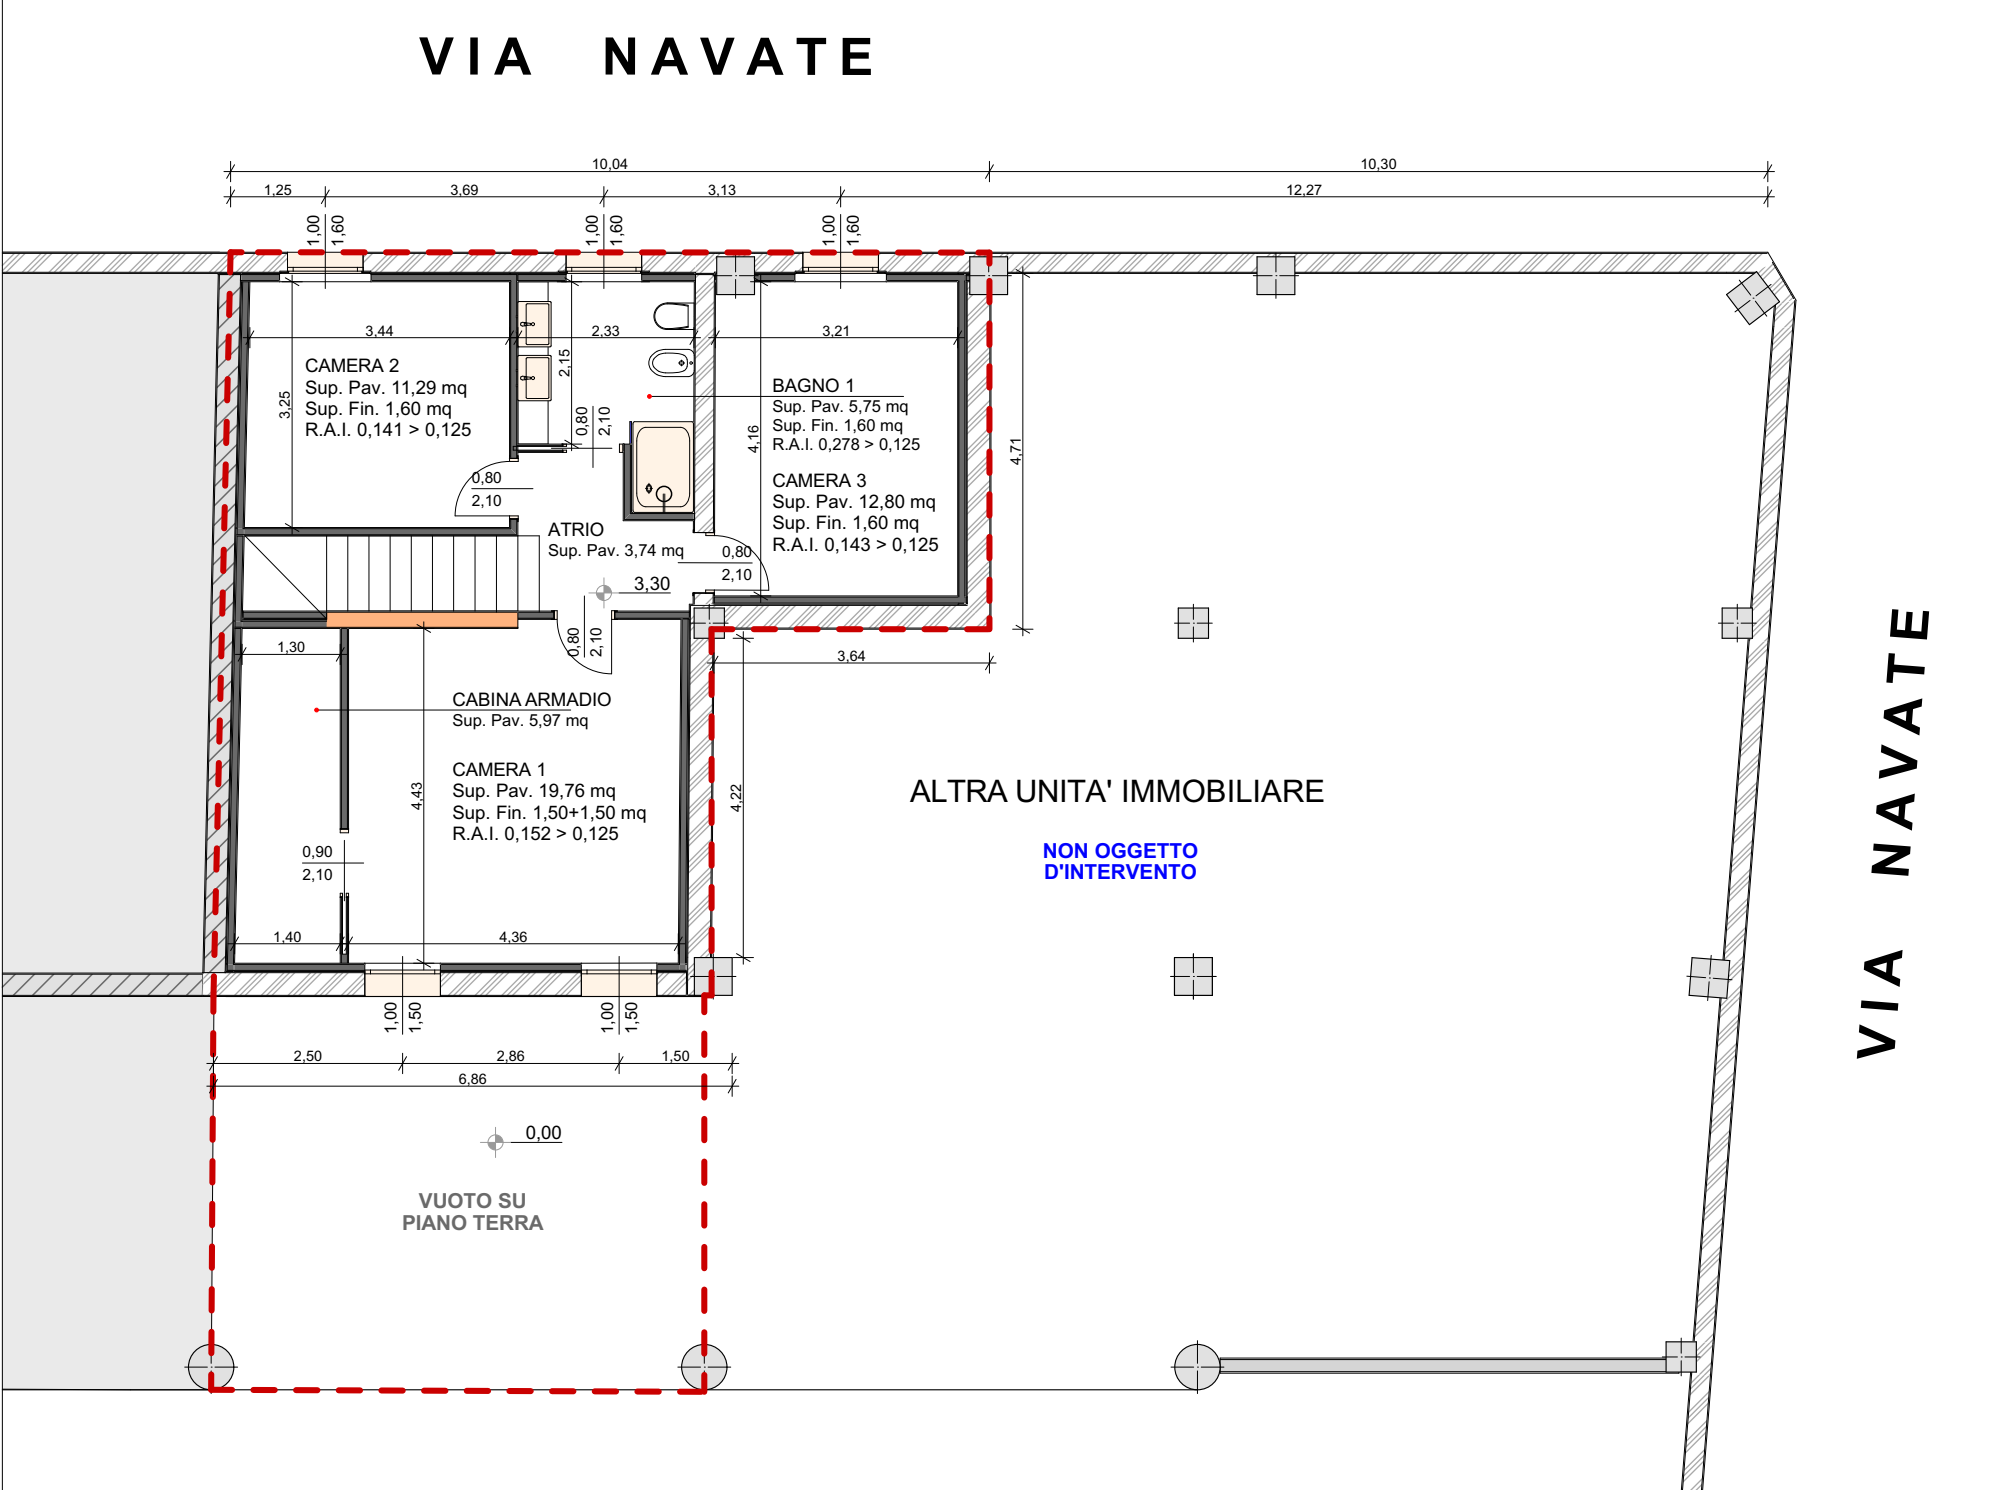 VIA NAVATE
10,04
10,30
1,25
3,69
3,13
12,27
1,00
1,60
1,00
1,60
1,00
1,60
3,44
2,33
3,21
CAMERA 2
Sup. Pav. 11,29 mq
Sup. Fin. 1,60 mq
R.A.I. 0,141 > 0,125
3,25
2,15
BAGNO 1
Sup. Pav. 5,75 mq
Sup. Fin. 1,60 mq
R.A.I. 0,278 > 0,125
0,80
2,10
4,16
4,71
CAMERA 3
Sup. Pav. 12,80 mq
Sup. Fin. 1,60 mq
R.A.I. 0,143 > 0,125
0,80
2,10
ATRIO
Sup. Pav. 3,74 mq
0,80
2,10
3,30
0,80
2,10
1,30
3,64
CABINA ARMADIO
Sup. Pav. 5,97 mq
CAMERA 1
Sup. Pav. 19,76 mq
Sup. Fin. 1,50+1,50 mq
R.A.I. 0,152 > 0,125
4,43
4,22
ALTRA UNITA' IMMOBILIARE
NON OGGETTO
D'INTERVENTO
VIA NAVATE
0,90
2,10
1,40
4,36
1,00
1,50
1,00
1,50
2,50
2,86
1,50
6,86
0,00
VUOTO SU
PIANO TERRA